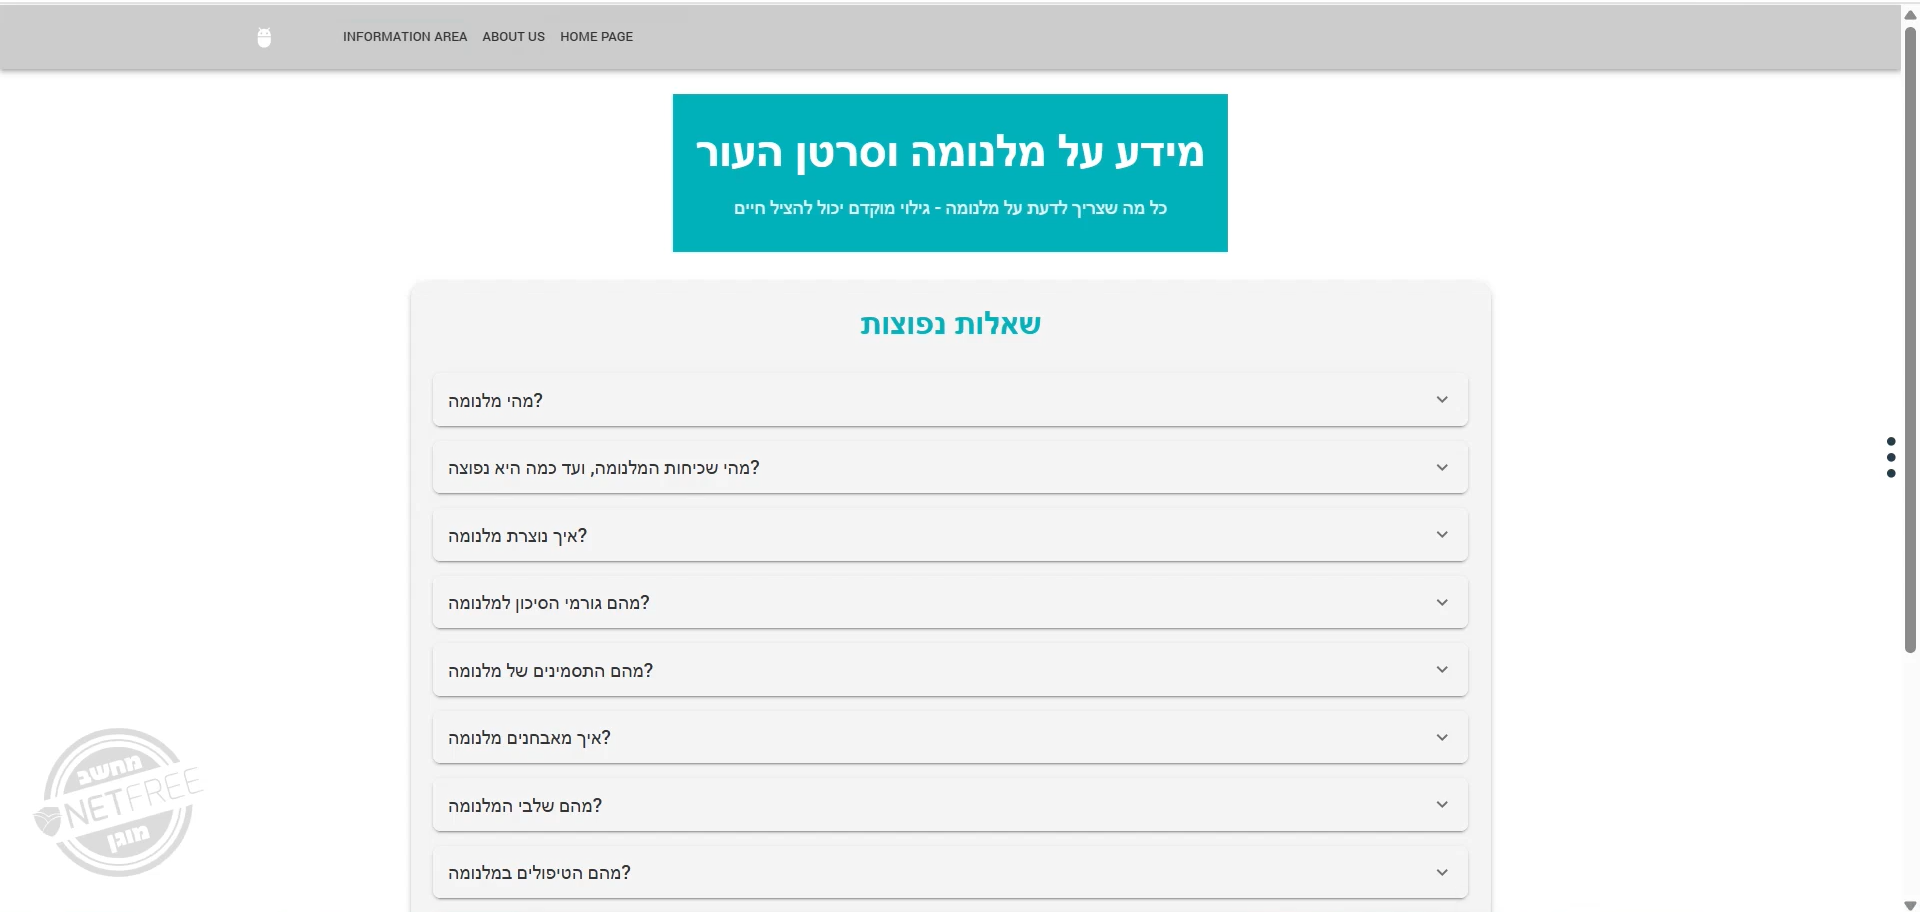 INFORMATION AREA ABOUT US HOME PAGE
מידע על מלנומה וסרטן העור
כל מה שצריך לדעת על מלנומה - גילוי מוקדם יכול להציל חיים
שאלות נפוצות
מהי מלנומה?
מהי שכיחות המלנומה, ועד כמה היא נפוצה?
איך נוצרת מלנומה?
מהם גורמי הסיכון למלנומה?
מהם התסמינים של מלנומה?
איך מאבחנים מלנומה?
מהם שלבי המלנומה?
מהם הטיפולים במלנומה?
מחשב
NETFREE
מוגן